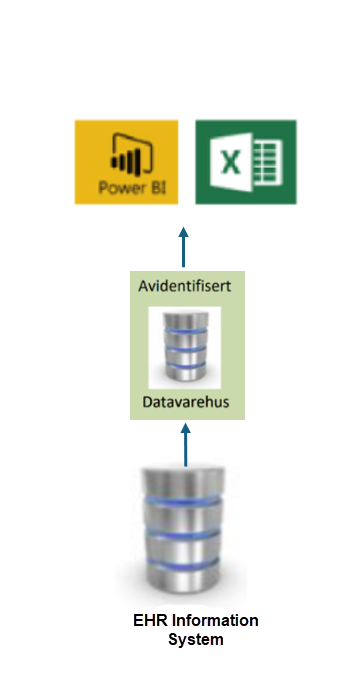 Power BI
X
Avidentifisert
Datavarehus
EHR Information
System